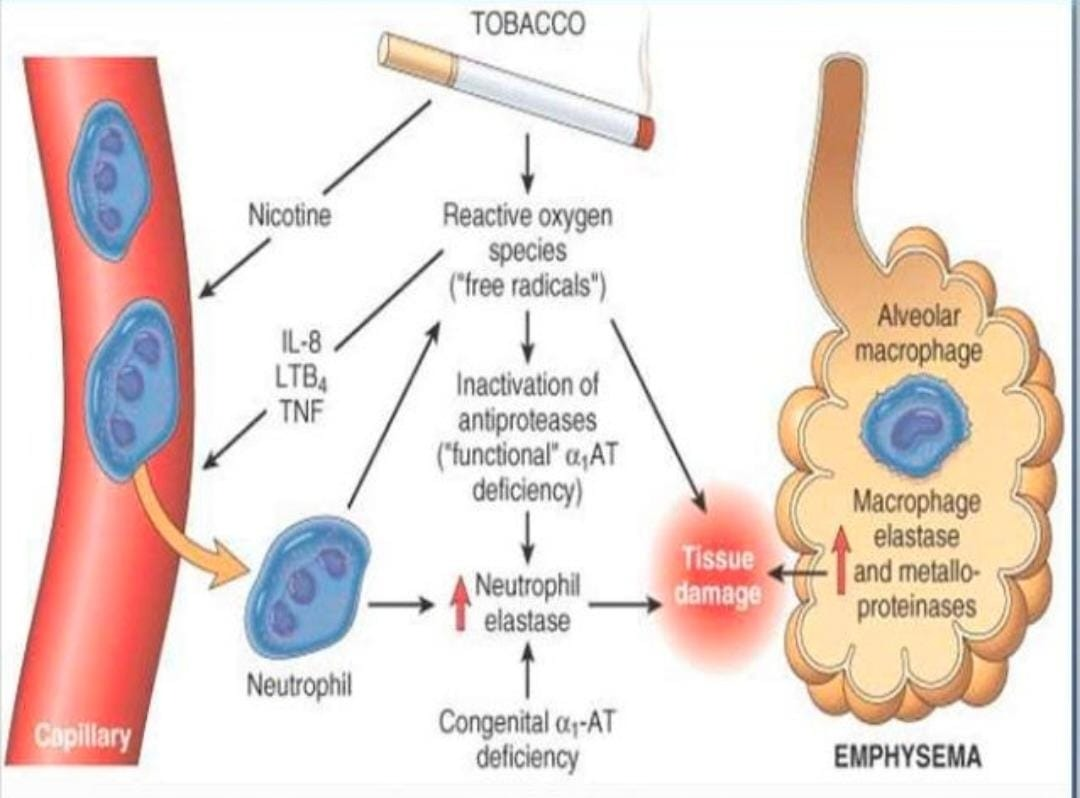 TOBACCO
Nicotine
Reactive oxygen
species
("free radicals")
IL-8
LTB₄
TNF
Inactivation of
antiproteases
("functional" α₁AT
deficiency)
Neutrophil
elastase
Neutrophil
Congenital α₁-AT
deficiency
Capillary
Tissue
damage
Alveolar
macrophage
Macrophage
elastase
and metallo-
proteinases
EMPHYSEMA